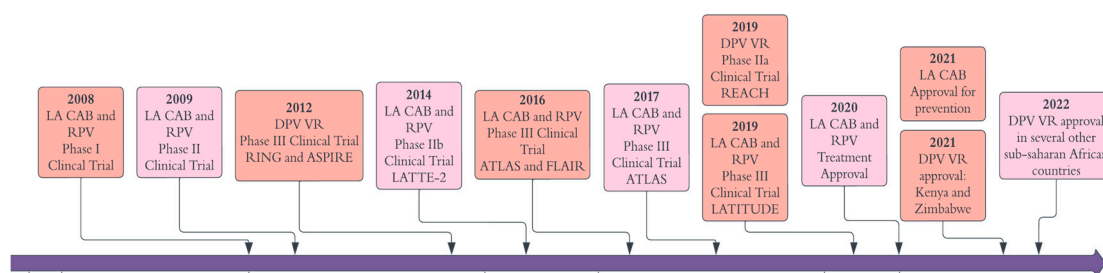 2008
LA CAB and
RPV
Phase I
Clincal Trial
2009
LA CAB and
RPV
Phase II
Clinical Trial
2012
DPV VR
Phase III Clinical Trial
RING and ASPIRE
2014
LA CAB and
RPV
Phase IIb
Clinical Trial
LATTE-2
2016
LA CAB and RPV
Phase III Clinical
Trial
ATLAS and FLAIR
2017
LA CAB and
RPV
Phase III
Clinical Trial
ATLAS
2019
DPV VR
Phase IIa
Clinical Trial
REACH
2019
LA CAB and
RPV
Phase III
Clinical Trial
LATITUDE
2020
LA CAB and
RPV
Treatment
Approval
2021
LA CAB
Approval for
prevention
2021
DPV VR
approval:
Kenya and
Zimbabwe
2022
DPV VR approval
in several other
sub-saharan African
countries